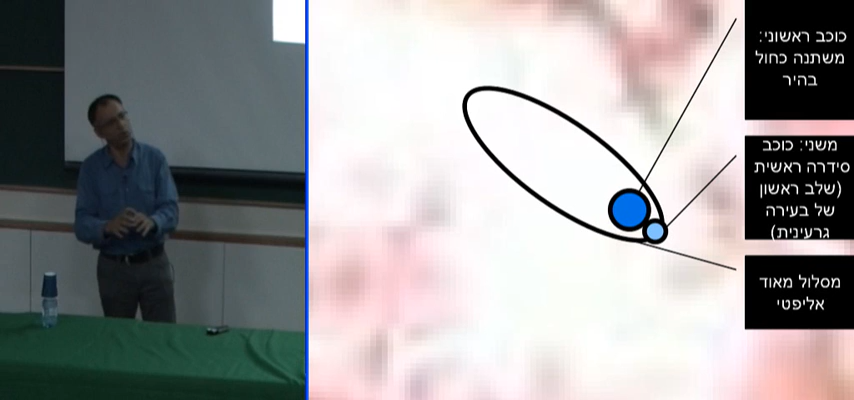 כוכב ראשוני:
משתנה כחול
בהיר
משני: כוכב
סידרה ראשית
(שלב ראשון
של בעירה
גרעינית)
מסלול מאוד
אליפטי